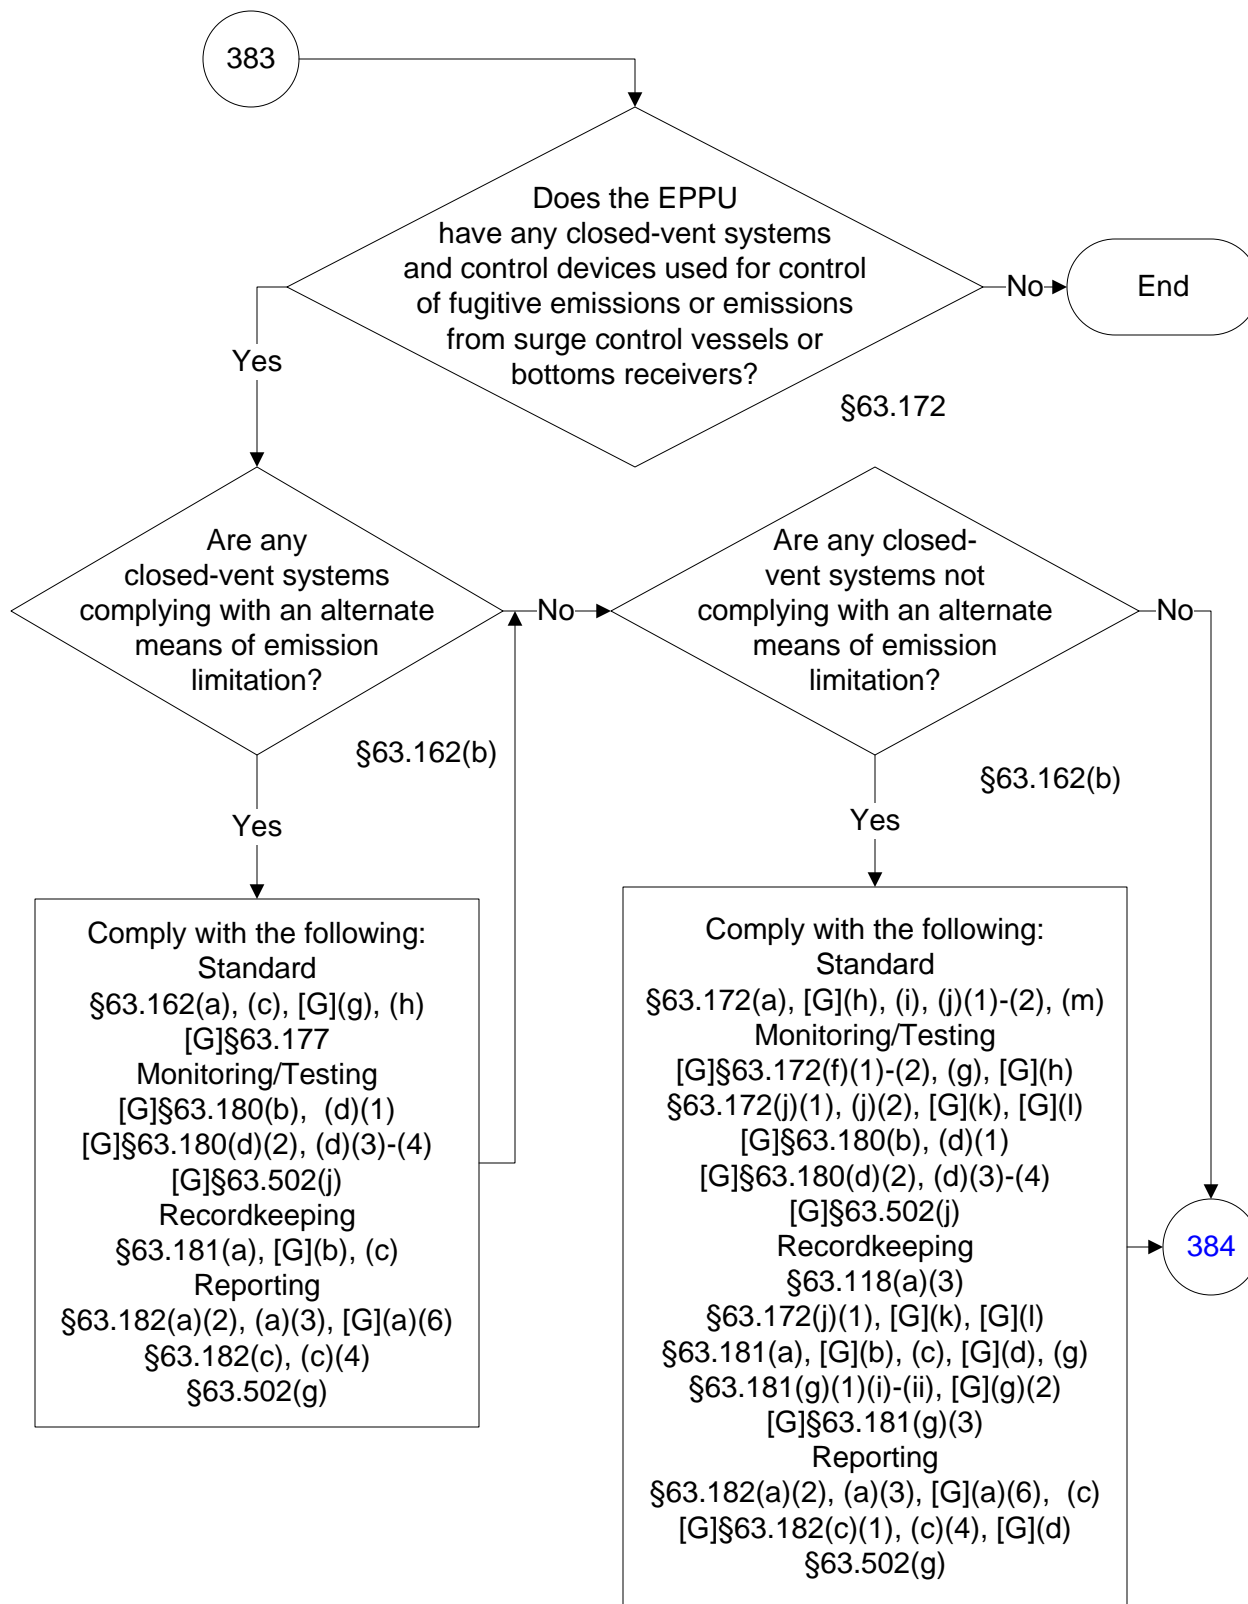 383
Does the EPPU
have any closed-vent systems
and control devices used for control
of fugitive emissions or emissions
from surge control vessels or
bottoms receivers?
No
End
§63.172
Yes
Are any
closed-vent systems
complying with an alternate
means of emission
limitation?
No
§63.162(b)
Yes
Are any closed-
vent systems not
complying with an alternate
means of emission
limitation?
No
§63.162(b)
Yes
Comply with the following:
Standard
§63.162(a), (c), [G](g), (h)
[G]§63.177
Monitoring/Testing
[G]§63.180(b),  (d)(1)
[G]§63.180(d)(2), (d)(3)-(4)
[G]§63.502(j)
Recordkeeping
§63.181(a), [G](b), (c)
Reporting
§63.182(a)(2), (a)(3), [G](a)(6)
§63.182(c), (c)(4)
§63.502(g)
Comply with the following:
Standard
§63.172(a), [G](h), (i), (j)(1)-(2), (m)
Monitoring/Testing
[G]§63.172(f)(1)-(2), (g), [G](h)
§63.172(j)(1), (j)(2), [G](k), [G](l)
[G]§63.180(b), (d)(1)
[G]§63.180(d)(2), (d)(3)-(4)
[G]§63.502(j)
Recordkeeping
§63.118(a)(3)
§63.172(j)(1), [G](k), [G](l)
§63.181(a), [G](b), (c), [G](d), (g)
§63.181(g)(1)(i)-(ii), [G](g)(2)
[G]§63.181(g)(3)
Reporting
§63.182(a)(2), (a)(3), [G](a)(6),  (c)
[G]§63.182(c)(1), (c)(4), [G](d)
§63.502(g)
384